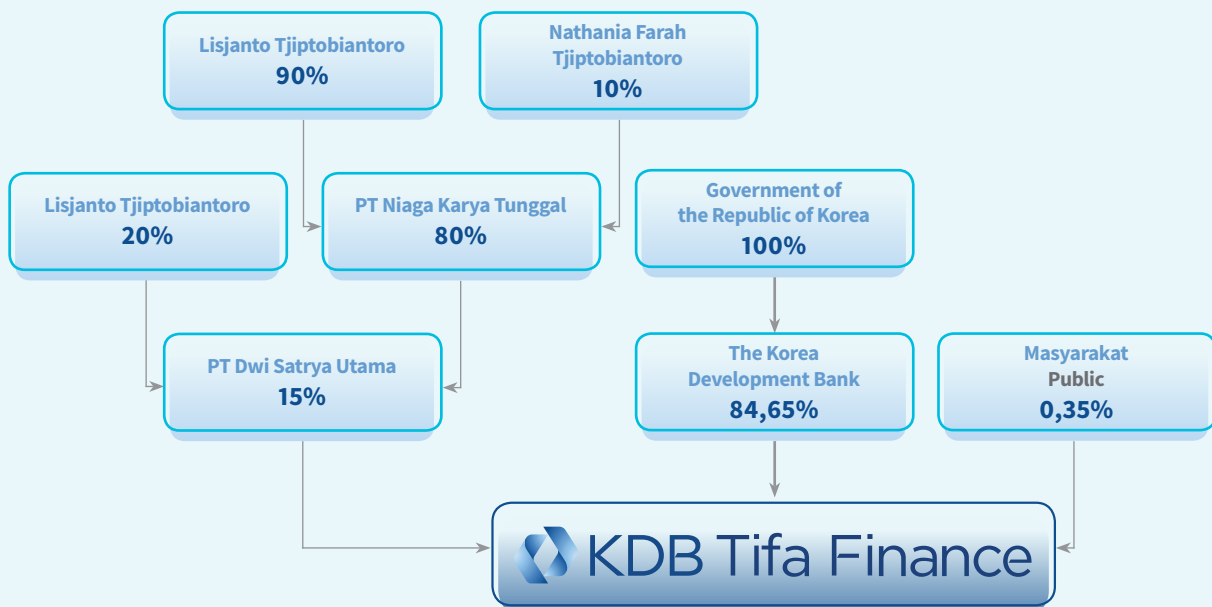 Lisjanto Tjiptobiantoro
90%
Nathania Farah
Tjiptobiantoro
10%
Lisjanto Tjiptobiantoro
20%
PT Niaga Karya Tunggal
80%
Government of
the Republic of Korea
100%
PT Dwi Satrya Utama
15%
The Korea
Development Bank
84,65%
Masyarakat
Public
0,35%
KDB Tifa Finance